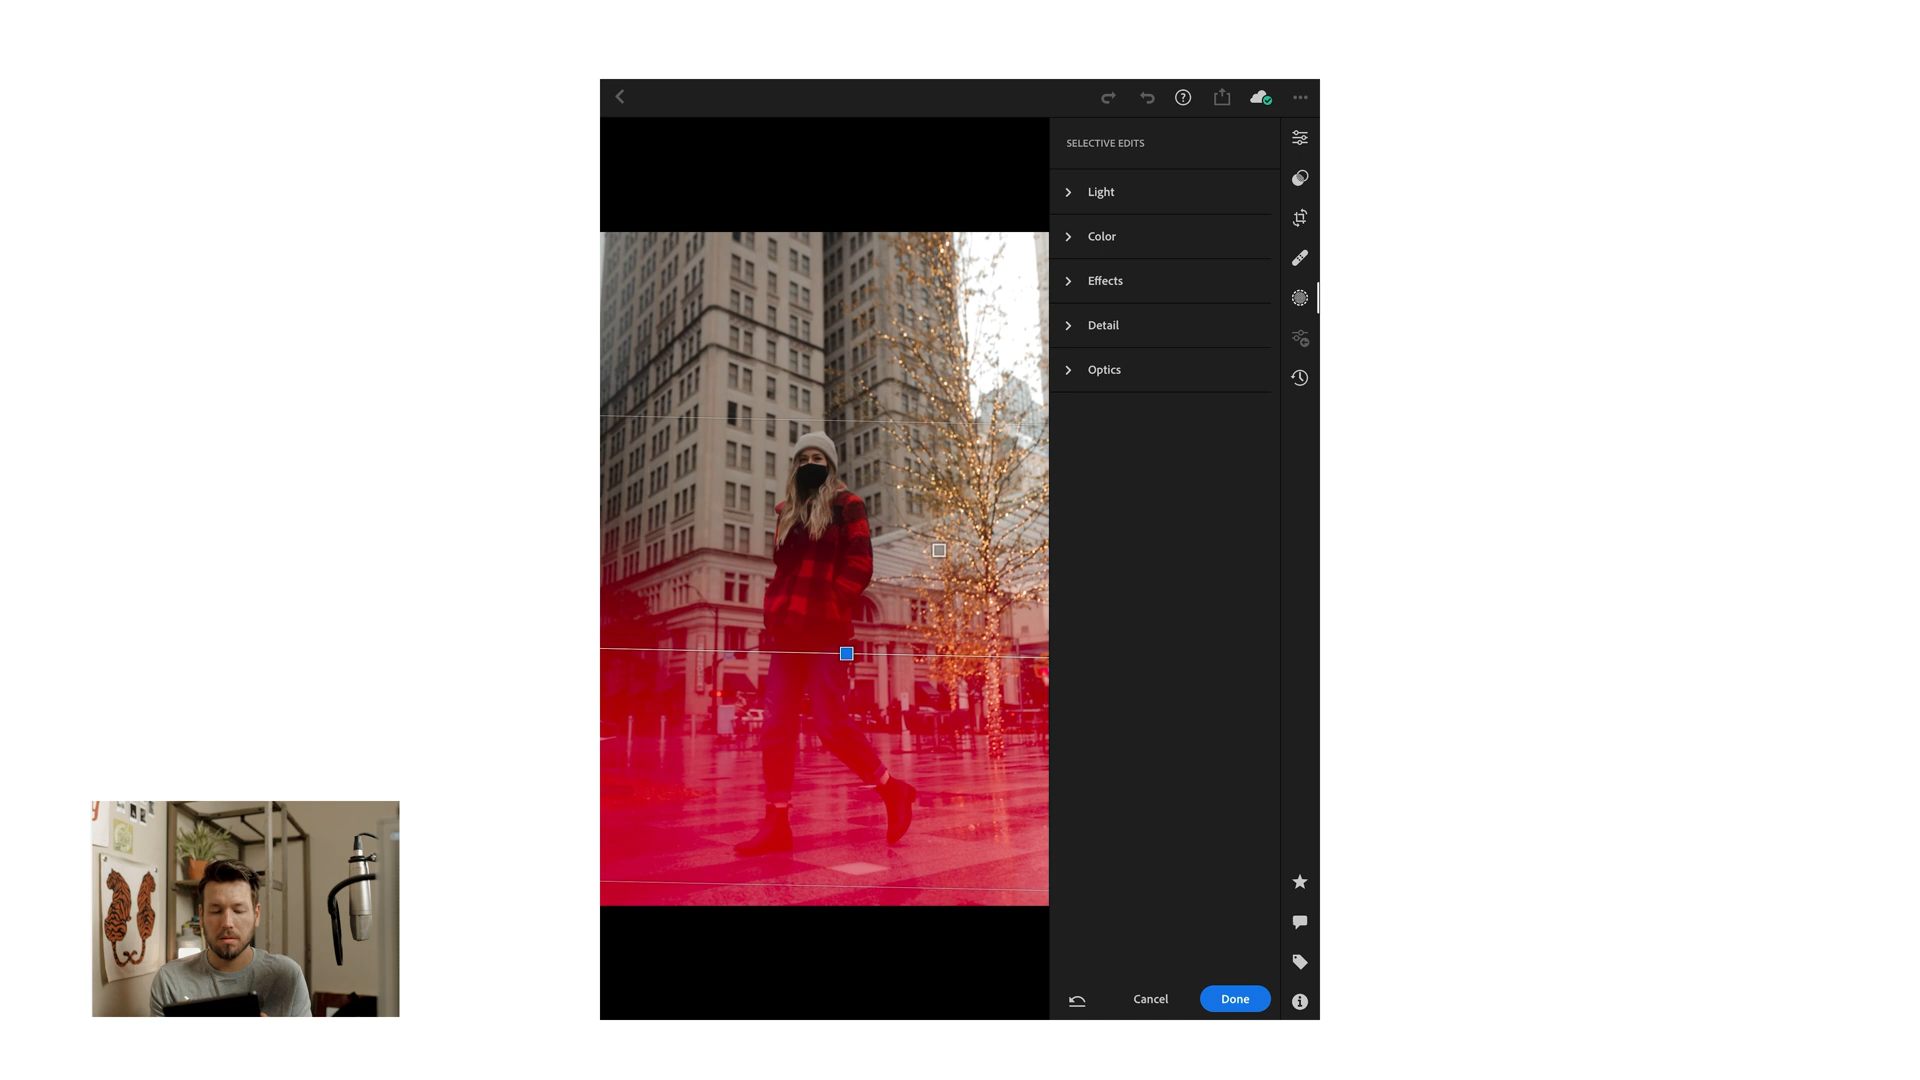 SELECTIVE EDITS
Light
Color
Effects
Detail
Optics
Cancel
Done